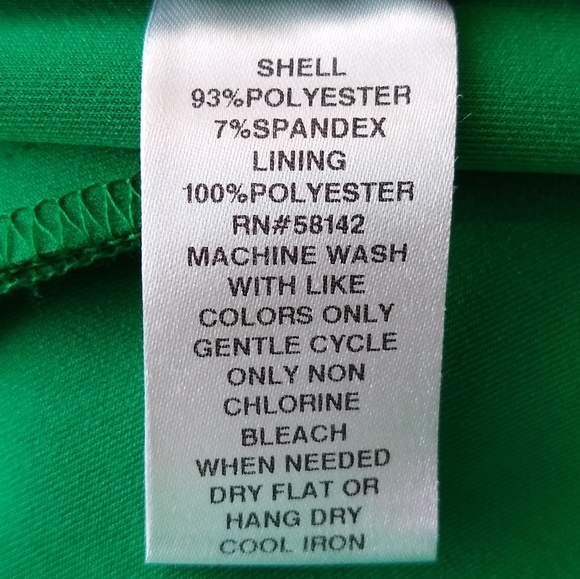 SHELL
93%POLYESTER
7%SPANDEX
LINING
100%POLYESTER
RN#58142
MACHINE WASH
WITH LIKE
COLORS ONLY
GENTLE CYCLE
ONLY NON
CHLORINE
BLEACH
WHEN NEEDED
DRY FLAT OR
HANG DRY
COOL IRON